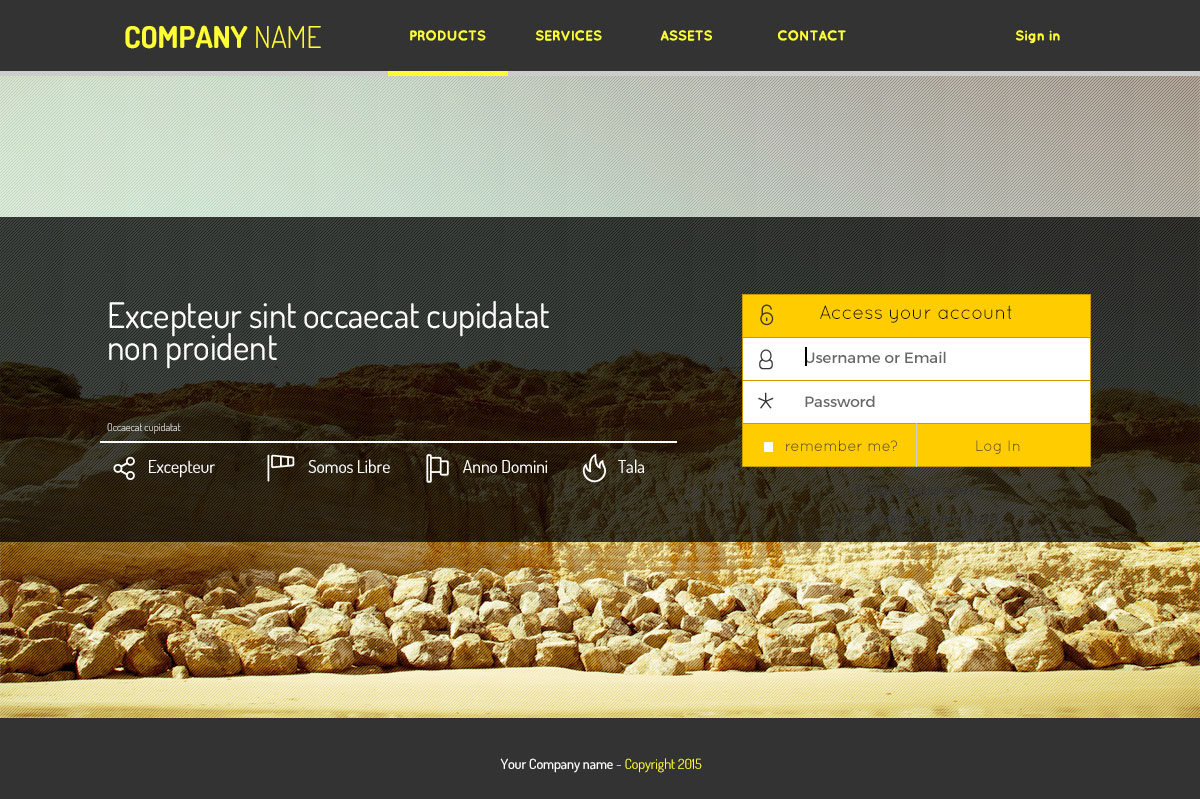 COMPANY NAME
PRODUCTS
SERVICES
ASSETS
CONTACT
Sign in
Excepteur sint occaecat cupidatat
non proident
Occaecat cupidatat
Excepteur
Somos Libre
Anno Domini
Tala
Access your account
Username or Email
Password
remember me?
Log In
Your Company name - Copyright 2015